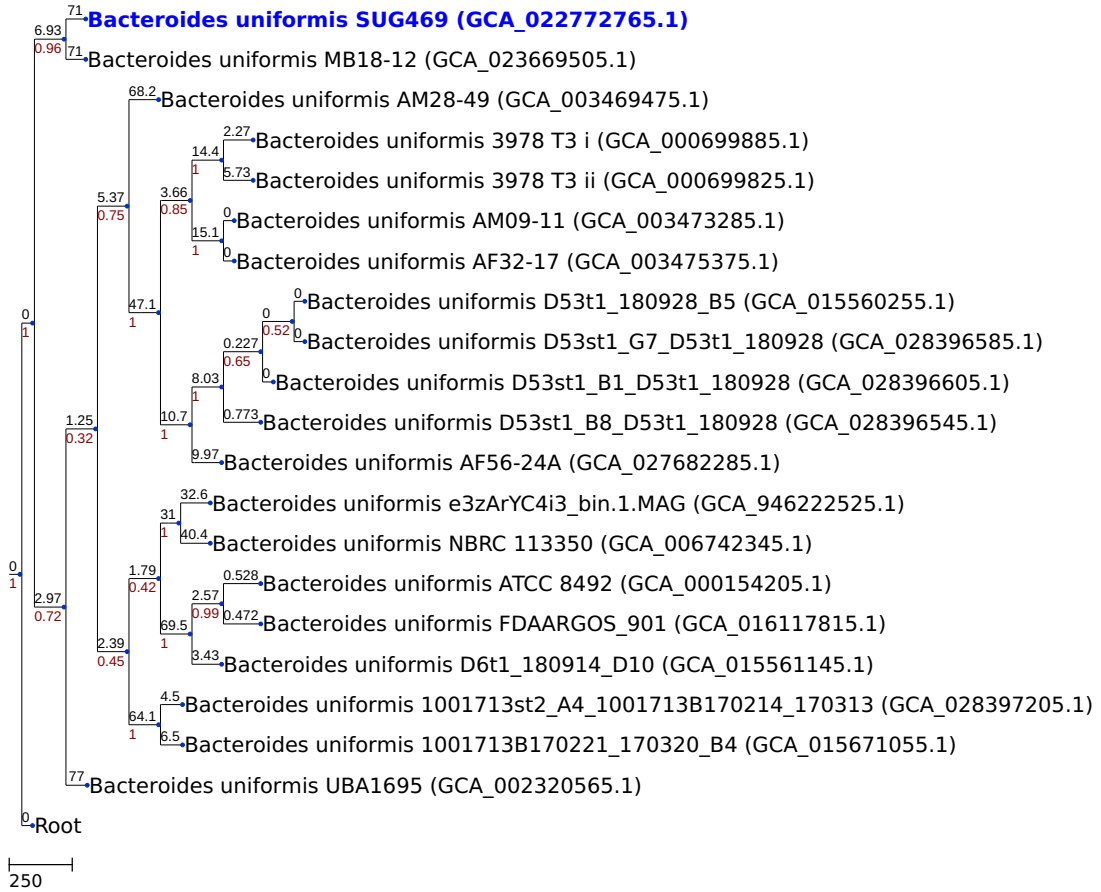 71
Bacteroides uniformis SUG469 (GCA_022772765.1)
6.93
0.96
71
Bacteroides uniformis MB18-12 (GCA_023669505.1)
68.2
Bacteroides uniformis AM28-49 (GCA_003469475.1)
2.27
Bacteroides uniformis 3978 T3 i (GCA_000699885.1)
14.4
1
5.73
Bacteroides uniformis 3978 T3 ii (GCA_000699825.1)
5.37
0.75
3.66
0.85
0
Bacteroides uniformis AM09-11 (GCA_003473285.1)
15.1
1
0
Bacteroides uniformis AF32-17 (GCA_003475375.1)
47.1
1
0
Bacteroides uniformis D53t1_180928_B5 (GCA_015560255.1)
0
0.52
0
1
0
Bacteroides uniformis D53st1_G7_D53t1_180928 (GCA_028396585.1)
0.227
0.65
0
Bacteroides uniformis D53st1_B1_D53t1_180928 (GCA_028396605.1)
8.03
1
0.773
Bacteroides uniformis D53st1_B8_D53t1_180928 (GCA_028396545.1)
10.7
1
1.25
0.32
9.97
Bacteroides uniformis AF56-24A (GCA_027682285.1)
32.6
Bacteroides uniformis e3zArYC4i3_bin.1.MAG (GCA_946222525.1)
31
1
40.4
Bacteroides uniformis NBRC 113350 (GCA_006742345.1)
0
1
1.79
0.42
0.528
Bacteroides uniformis ATCC 8492 (GCA_000154205.1)
2.57
0.99
2.97
0.72
0.472
Bacteroides uniformis FDAARGOS_901 (GCA_016117815.1)
69.5
1
2.39
0.45
3.43
Bacteroides uniformis D6t1_180914_D10 (GCA_015561145.1)
4.5
Bacteroides uniformis 1001713st2_A4_1001713B170214_170313 (GCA_028397205.1)
64.1
1
6.5
Bacteroides uniformis 1001713B170221_170320_B4 (GCA_015671055.1)
77
Bacteroides uniformis UBA1695 (GCA_002320565.1)
0
Root
250